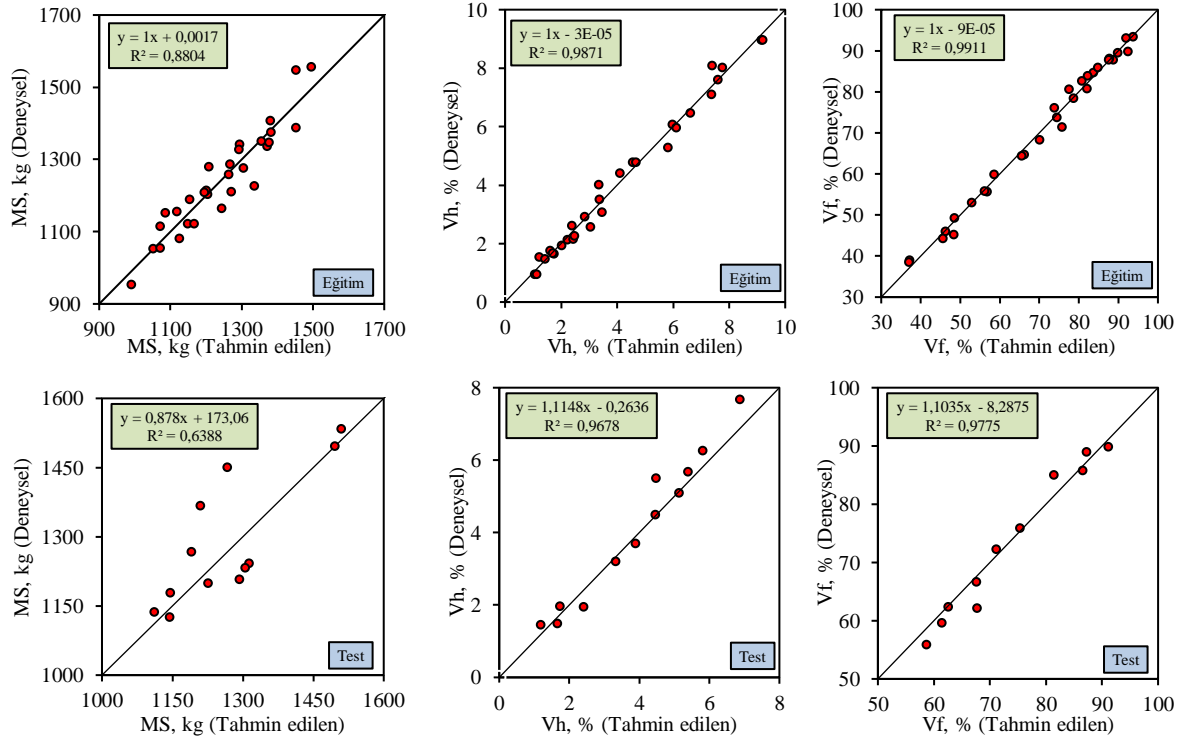 y = 1x + 0,0017
R² = 0,8804
1700
1500
1300
1100
900
900 1100 1300 1500 1700
MS, kg (Deneysel)
MS, kg (Tahmin edilen)
Eğitim
y = 1x - 3E-05
R² = 0,9871
10
8
6
4
2
0
0 2 4 6 8 10
Vh, % (Deneysel)
Vh, % (Tahmin edilen)
Eğitim
y = 1x - 9E-05
R² = 0,9911
100
90
80
70
60
50
40
30
30 40 50 60 70 80 90 100
Vf, % (Deneysel)
Vf, % (Tahmin edilen)
Eğitim
y = 0,878x + 173,06
R² = 0,6388
1600
1450
1300
1150
1000
1000 1150 1300 1450 1600
MS, kg (Deneysel)
MS, kg (Tahmin edilen)
Test
y = 1,1148x - 0,2636
R² = 0,9678
8
6
4
2
0
0 2 4 6 8
Vh, % (Deneysel)
Vh, % (Tahmin edilen)
Test
y = 1,1035x - 8,2875
R² = 0,9775
100
90
80
70
60
50
50 60 70 80 90 100
Vf, % (Deneysel)
Vf, % (Tahmin edilen)
Test